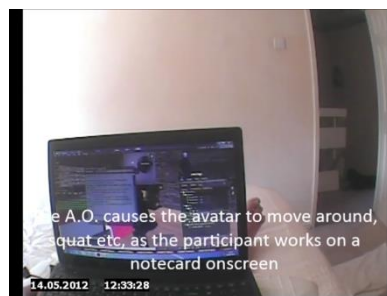 A.O. causes the avatar to move around,
squat etc, as the participant works on a
notecard onscreen
14.05.2012 12:33:28